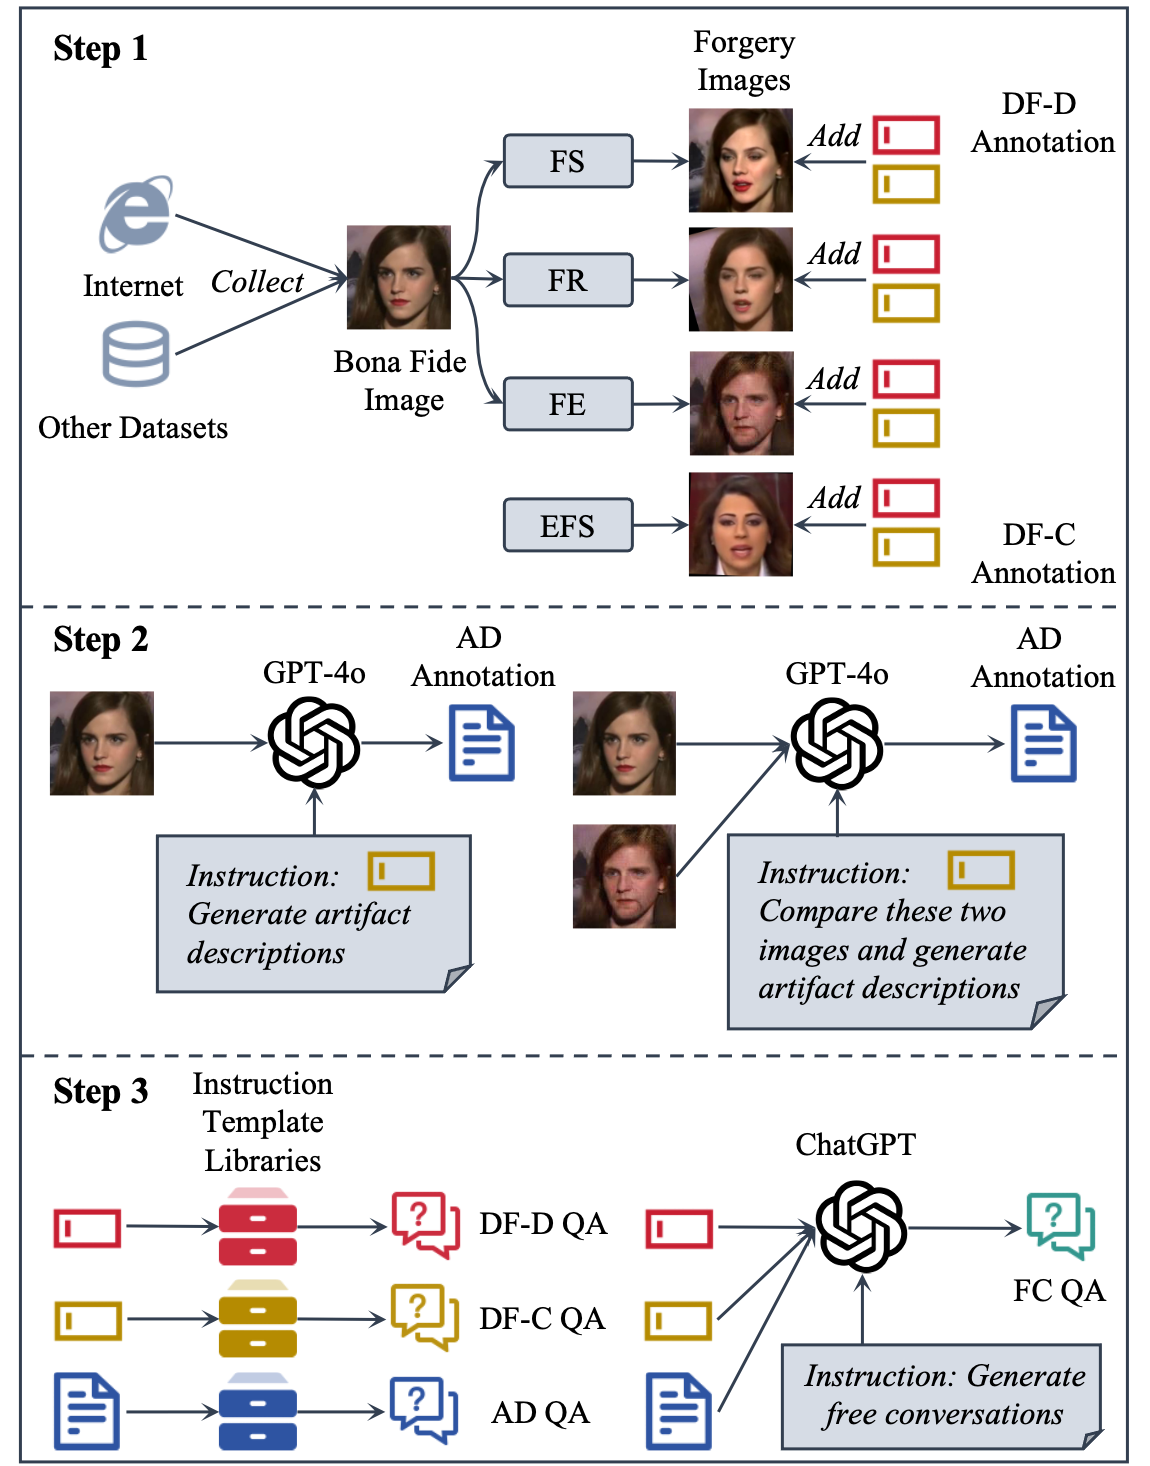 Step 1
Forgery
Images
DF-D
Annotation
FS
Add
Internet
Collect
FR
Add
Bona Fide
Image
Other Datasets
FE
Add
EFS
Add
DF-C
Annotation
Step 2
GPT-4o
AD
Annotation
GPT-4o
AD
Annotation
Instruction:
Generate artifact
descriptions
Instruction:
Compare these two
images and generate
artifact descriptions
Step 3
Instruction
Template
Libraries
? DF-D QA
? DF-C QA
? AD QA
ChatGPT
?
FC QA
Instruction: Generate
free conversations